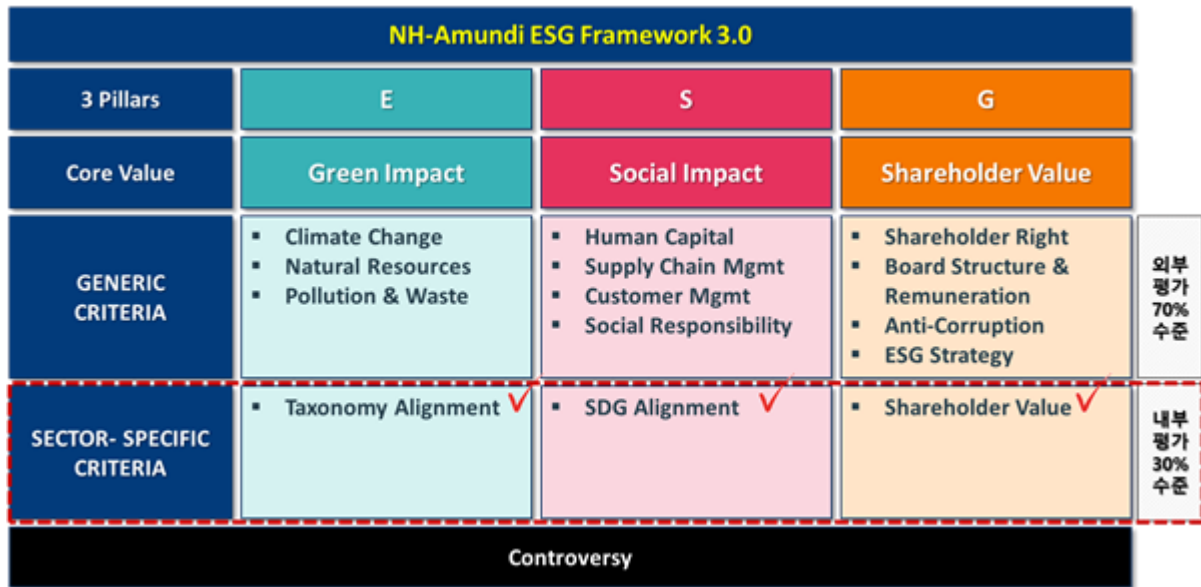 NH-Amundi ESG Framework 3.0
3 Pillars
E
S
G
Core Value
Green Impact
Social Impact
Shareholder Value
GENERIC
CRITERIA
▪ Climate Change
▪ Natural Resources
▪ Pollution & Waste
▪ Human Capital
▪ Supply Chain Mgmt
▪ Customer Mgmt
▪ Social Responsibility
▪ Shareholder Right
▪ Board Structure &
Remuneration
▪ Anti-Corruption
▪ ESG Strategy
외부
평가
70%
수준
SECTOR- SPECIFIC
CRITERIA
▪ Taxonomy Alignment
▪ SDG Alignment
▪ Shareholder Value
내부
평가
30%
수준
Controversy